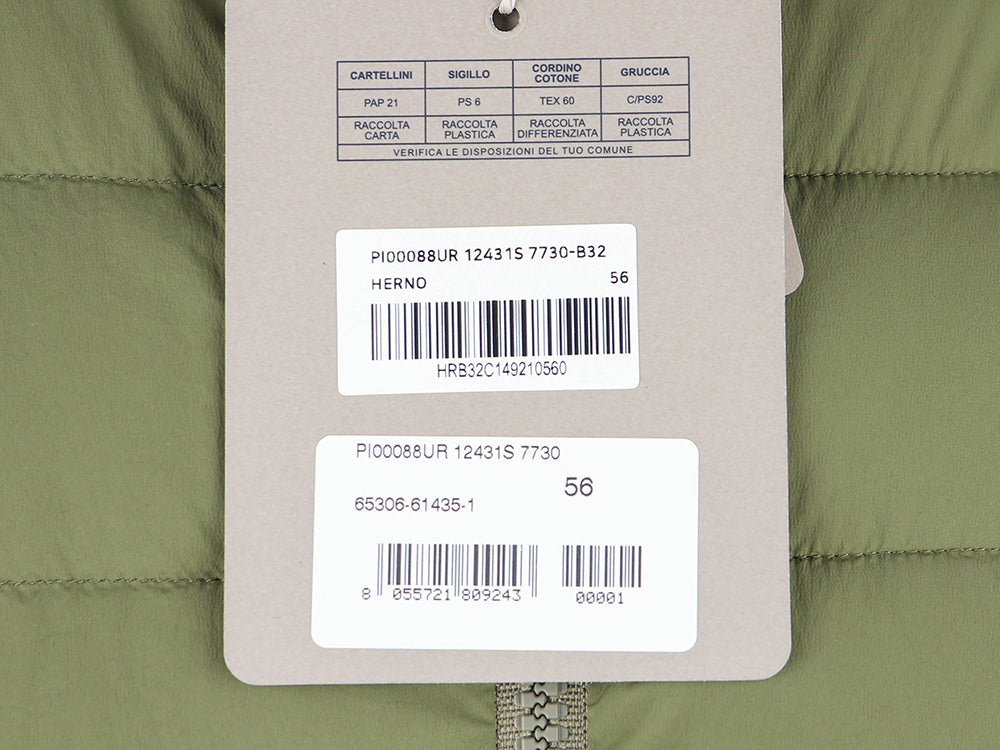 CARTELLINI SIGILLO CORDINO COTONE GRUCCIA
PAP 21 PS 6 TEX 60 C/PS92
RACCOLTA CARTA RACCOLTA PLASTICA RACCOLTA DIFFERENZIATA RACCOLTA PLASTICA
VERIFICA LE DISPOSIZIONI DEL TUO COMUNE
PI00088UR 12431S 7730-B32
HERNO 56
HRB32C149210560
PI00088UR 12431S 7730
56
65306-61435-1
8 055721 809243 00001